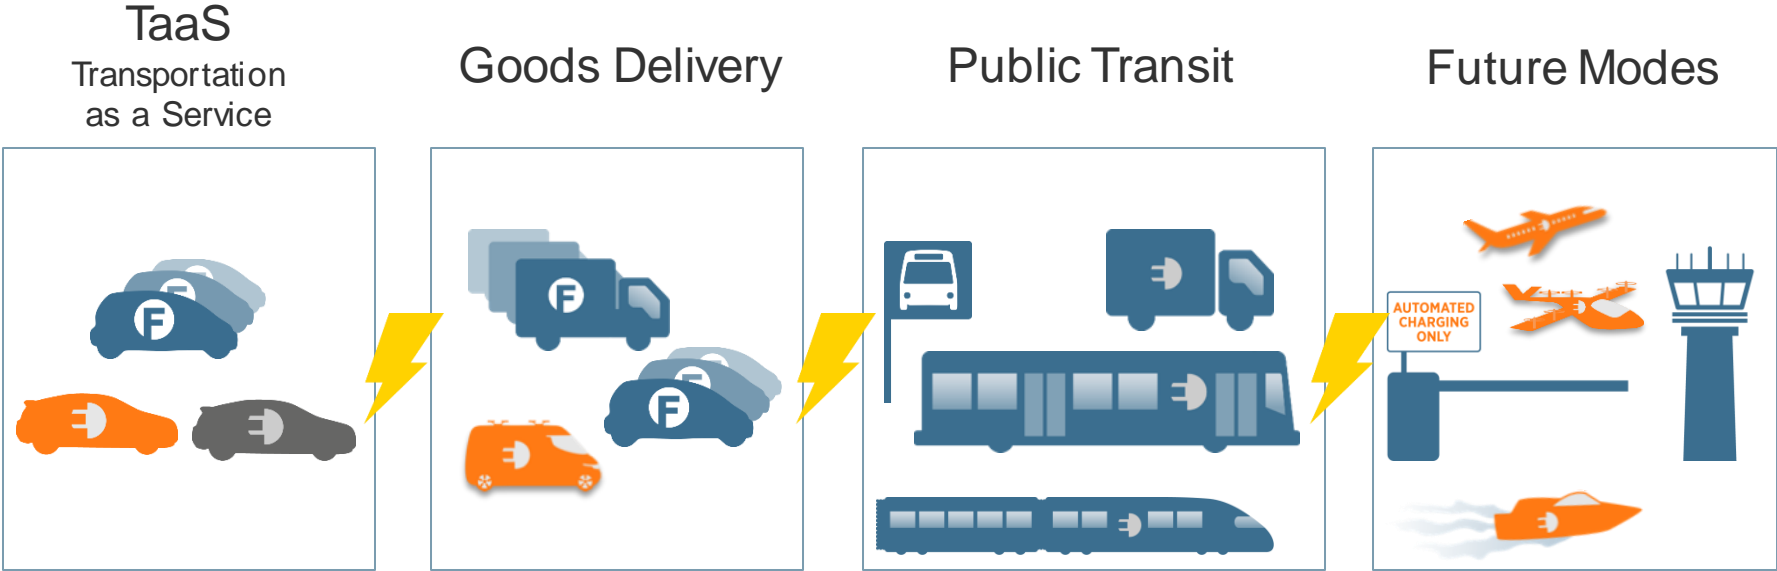 TaaS
Transportation
as a Service
Goods Delivery
Public Transit
Future Modes
F
F
F
F
F
AUTOMATED
CHARGING
ONLY